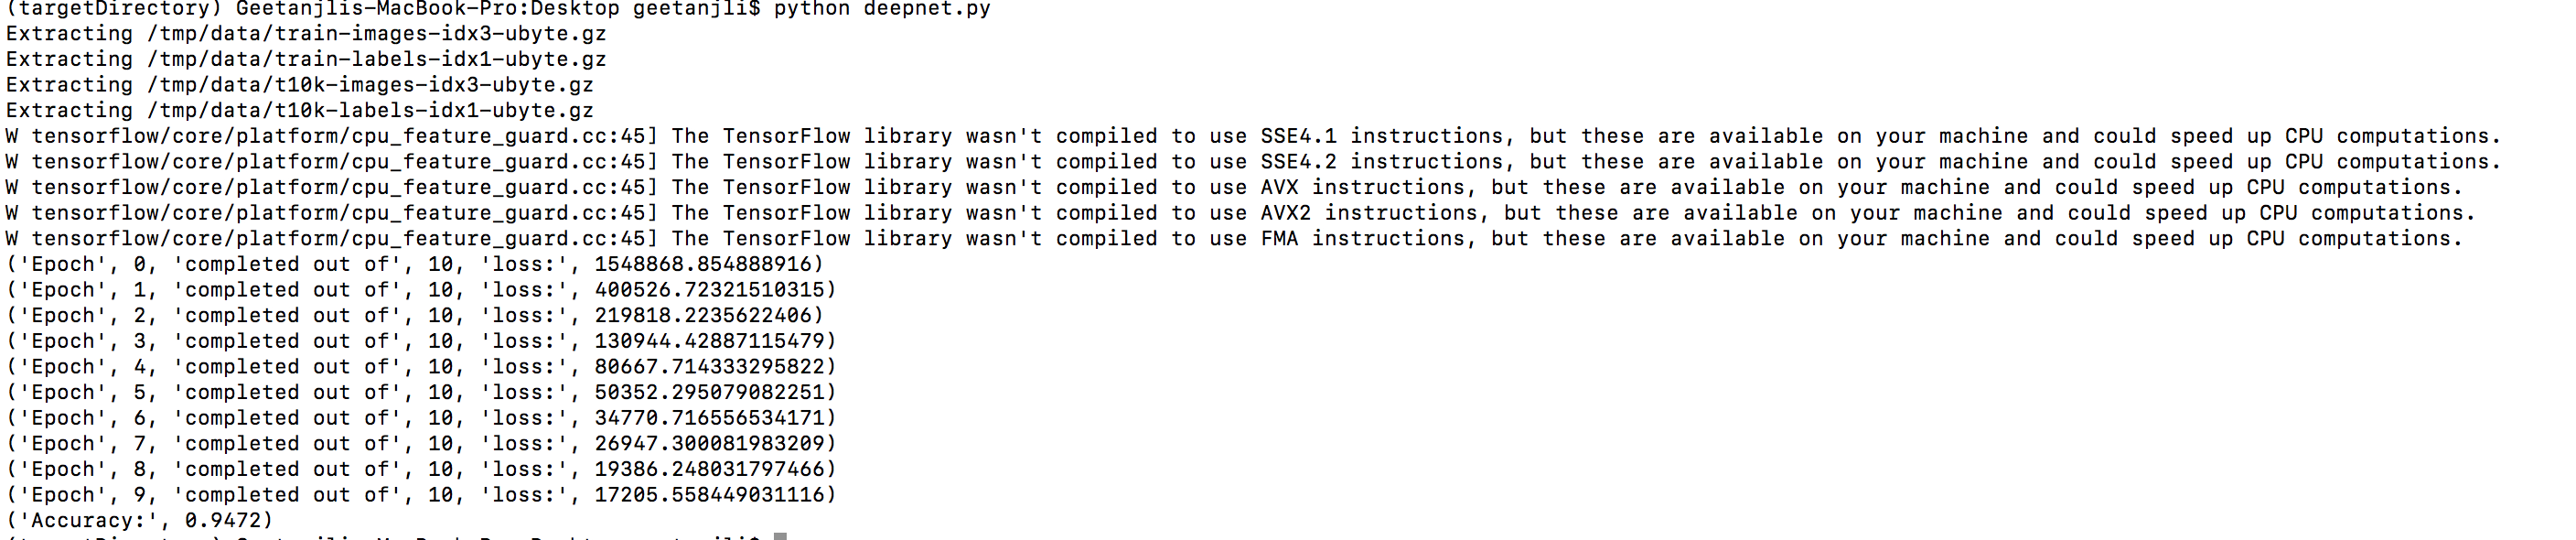 (targetDirectory) Geetanjlis-MacBook-Pro:Desktop geetanjli$ python deepnet.py
Extracting /tmp/data/train-images-idx3-ubyte.gz
Extracting /tmp/data/train-labels-idx1-ubyte.gz
Extracting /tmp/data/t10k-images-idx3-ubyte.gz
Extracting /tmp/data/t10k-labels-idx1-ubyte.gz
W tensorflow/core/platform/cpu_feature_guard.cc:45] The TensorFlow library wasn't compiled to use SSE4.1 instructions, but these are available on your machine and could speed up CPU computations.
W tensorflow/core/platform/cpu_feature_guard.cc:45] The TensorFlow library wasn't compiled to use SSE4.2 instructions, but these are available on your machine and could speed up CPU computations.
W tensorflow/core/platform/cpu_feature_guard.cc:45] The TensorFlow library wasn't compiled to use AVX instructions, but these are available on your machine and could speed up CPU computations.
W tensorflow/core/platform/cpu_feature_guard.cc:45] The TensorFlow library wasn't compiled to use AVX2 instructions, but these are available on your machine and could speed up CPU computations.
W tensorflow/core/platform/cpu_feature_guard.cc:45] The TensorFlow library wasn't compiled to use FMA instructions, but these are available on your machine and could speed up CPU computations.
('Epoch', 0, 'completed out of', 10, 'loss:', 1548868.854888916)
('Epoch', 1, 'completed out of', 10, 'loss:', 400526.72321510315)
('Epoch', 2, 'completed out of', 10, 'loss:', 219818.2235622406)
('Epoch', 3, 'completed out of', 10, 'loss:', 130944.42887115479)
('Epoch', 4, 'completed out of', 10, 'loss:', 80667.714333295822)
('Epoch', 5, 'completed out of', 10, 'loss:', 50352.295079082251)
('Epoch', 6, 'completed out of', 10, 'loss:', 34770.716556534171)
('Epoch', 7, 'completed out of', 10, 'loss:', 26947.300081983209)
('Epoch', 8, 'completed out of', 10, 'loss:', 19386.248031797466)
('Epoch', 9, 'completed out of', 10, 'loss:', 17205.558449031116)
('Accuracy:', 0.9472)